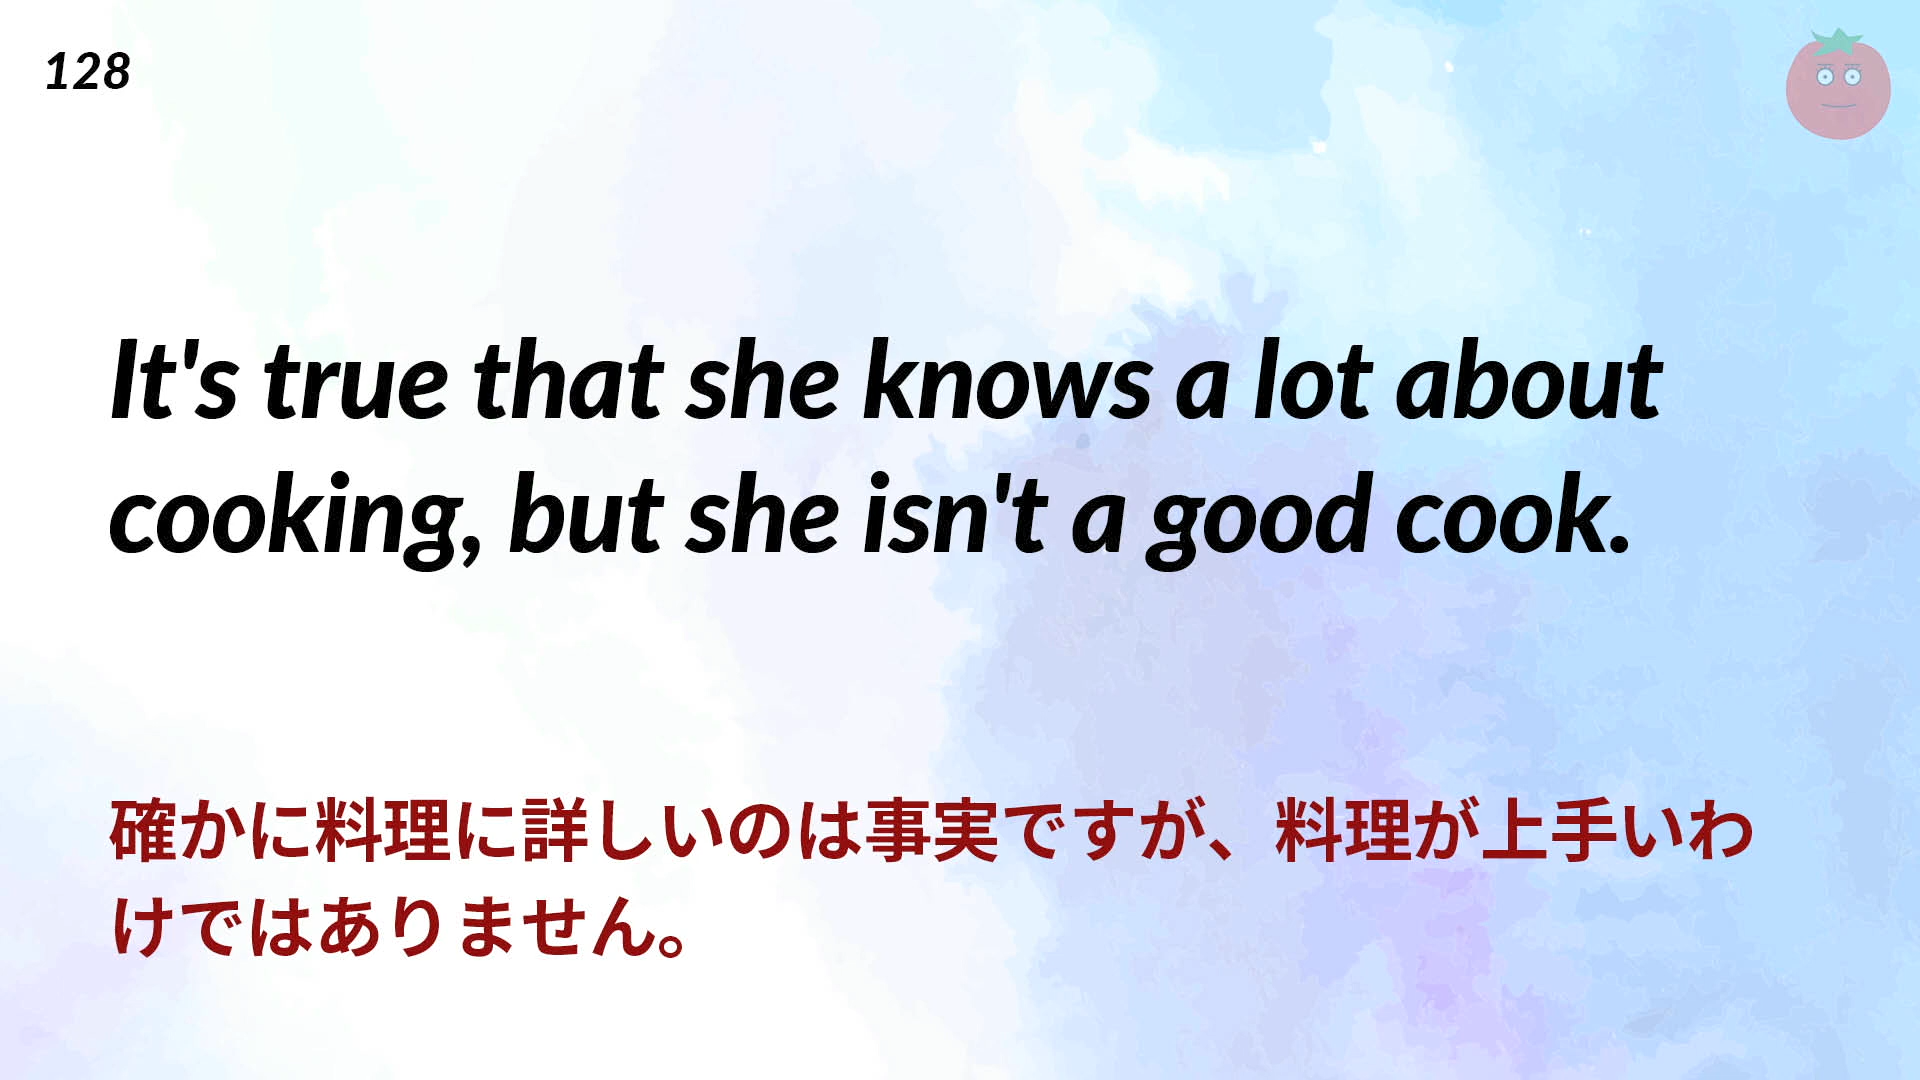 128
It's true that she knows a lot about
cooking, but she isn't a good cook.
確かに料理に詳しいのは事実ですが、料理が上手いわ
けではありません。